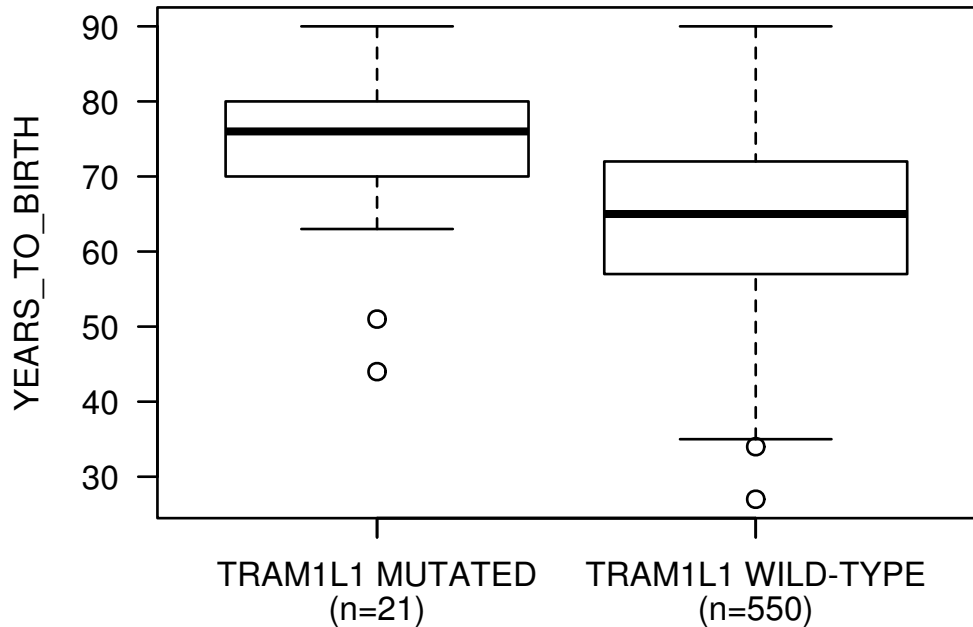 YEARS_TO_BIRTH
90
80
70
60
50
40
30
TRAM1L1 MUTATED
(n=21)
TRAM1L1 WILD-TYPE
(n=550)